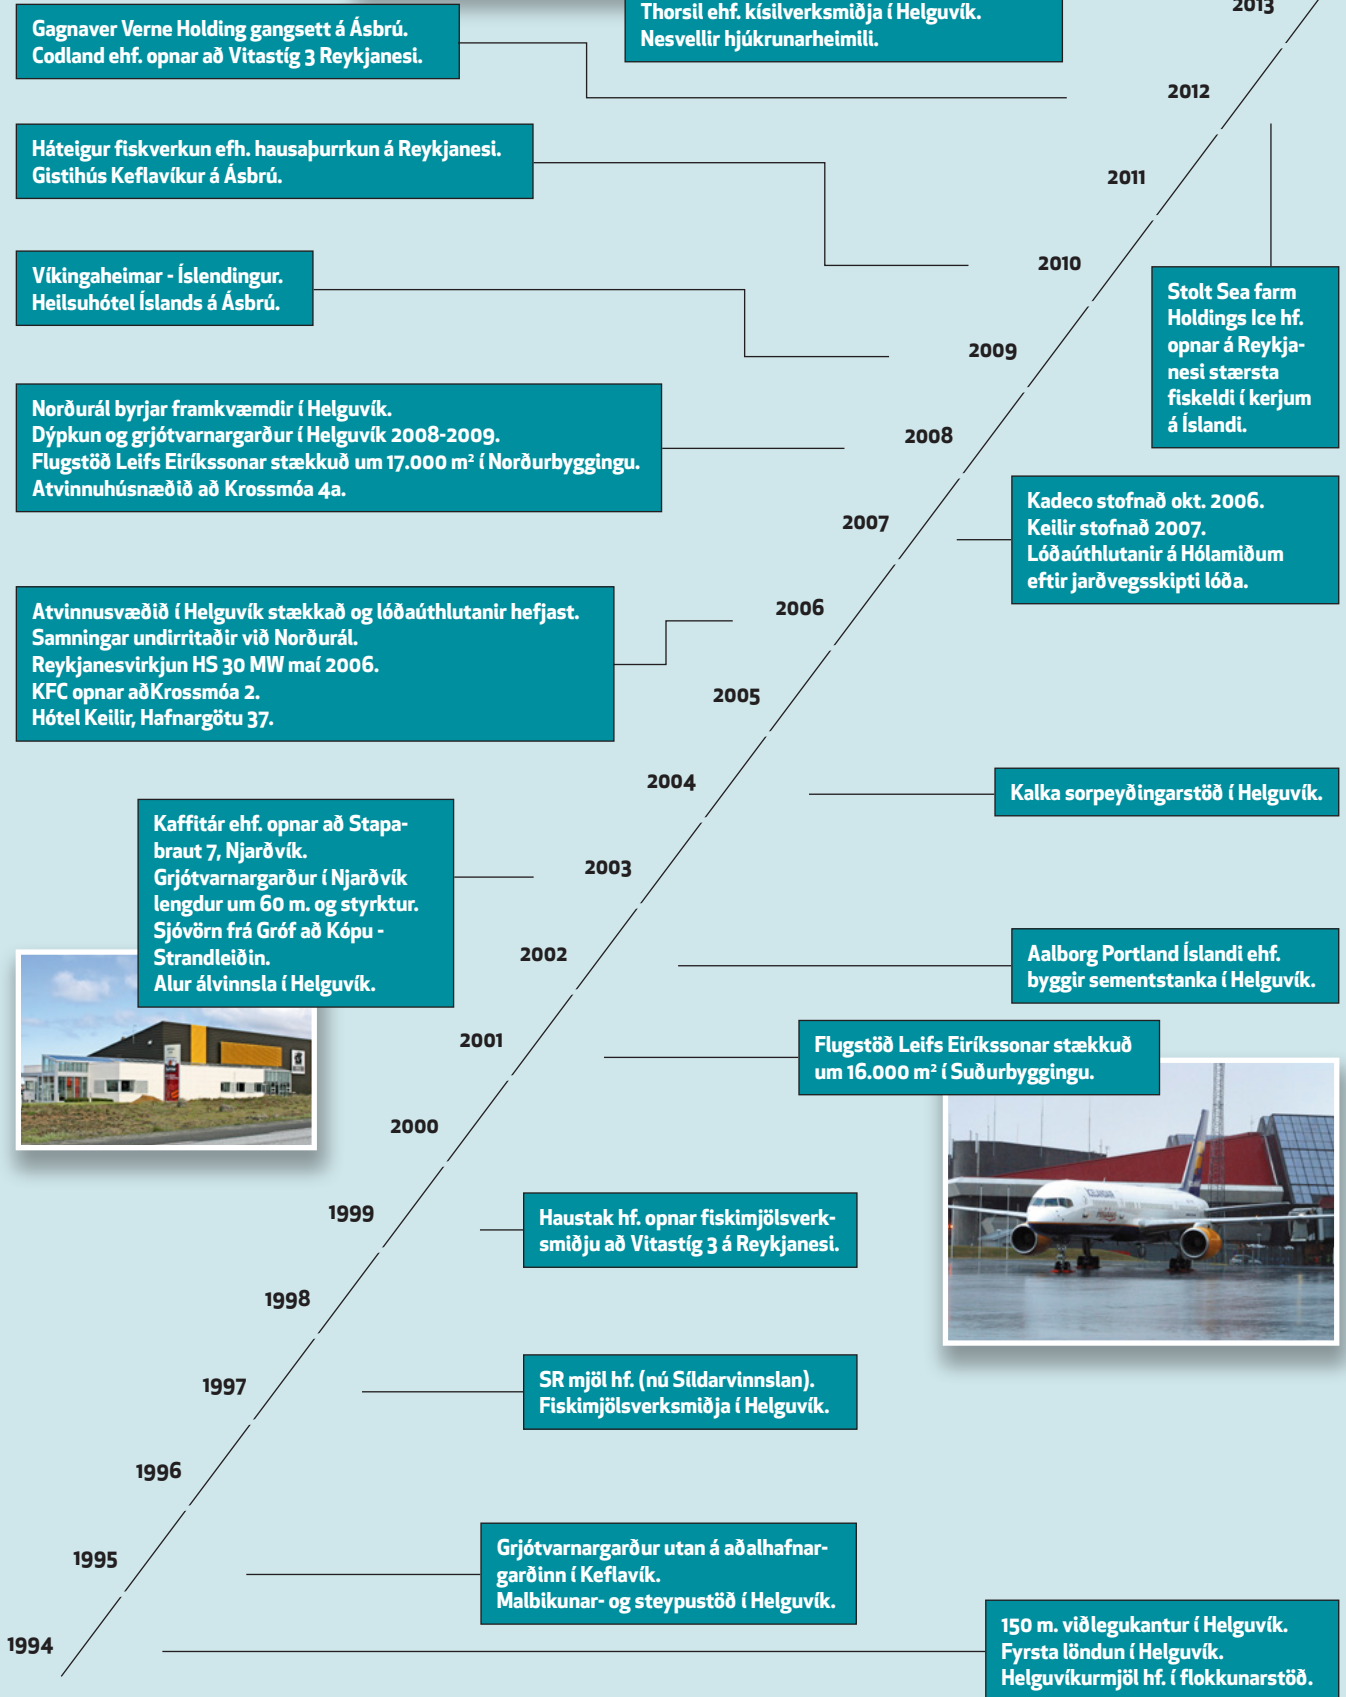 Thorsil ehf. kísilverksmiðja í Helguvík.
Nesvellir hjúkrunarheimili.
2013
Gagnaver Verne Holding gangsett á Ásbrú.
Codland ehf. opnar að Vitastíg 3 Reykjanesi.
2012
Háteigur fiskverkun efh. hausaþurrkun á Reykjanesi.
Gistihús Keflavíkur á Ásbrú.
2011
Víkingaheimar - Íslendingur.
Heilsuhótel Íslands á Ásbrú.
2010
Stolt Sea farm
Holdings Ice hf.
opnar á Reykja-
nesi stærsta
fiskeldi í kerjum
á Íslandi.
2009
Norðurál byrjar framkvæmdir í Helguvík.
Dýpkun og grjótvarnargarður í Helguvík 2008-2009.
Flugstöð Leifs Eiríkssonar stækkuð um 17.000 m² í Norðurbyggingu.
Atvinnuhúsnæðið að Krossmóa 4a.
2008
Kadeco stofnað okt. 2006.
Keilir stofnað 2007.
Lóðaúthlutanir á Hólamiðum
eftir jarðvegsskipti lóða.
2007
Atvinnusvæðið í Helguvík stækkað og lóðaúthlutanir hefjast.
Samningar undirritaðir við Norðurál.
Reykjanesvirkjun HS 30 MW maí 2006.
KFC opnar aðKrossmóa 2.
Hótel Keilir, Hafnargötu 37.
2006
2005
2004
Kalka sorpeyðingarstöð í Helguvík.
Kaffitár ehf. opnar að Stapa-
braut 7, Njarðvík.
Grjótvarnargarður í Njarðvík
lengdur um 60 m. og styrktur.
Sjóvörn frá Gróf að Kópu -
Strandleiðin.
Alur álvinnsla í Helguvík.
2003
2002
Aalborg Portland Íslandi ehf.
byggir sementstanka í Helguvík.
2001
Flugstöð Leifs Eiríkssonar stækkuð
um 16.000 m² í Suðurbyggingu.
2000
ICELANDAIR
1999
Haustak hf. opnar fiskimjölsverk-
smiðju að Vitastíg 3 á Reykjanesi.
1998
1997
SR mjöl hf. (nú Síldarvinnslan).
Fiskimjölsverksmiðja í Helguvík.
1996
1995
Grjótvarnargarður utan á aðalhafnar-
garðinn í Keflavík.
Malbikunar- og steypustöð í Helguvík.
1994
150 m. viðlegukantur í Helguvík.
Fyrsta löndun í Helguvík.
Helguvíkurmjöl hf. í flokkunarstöð.